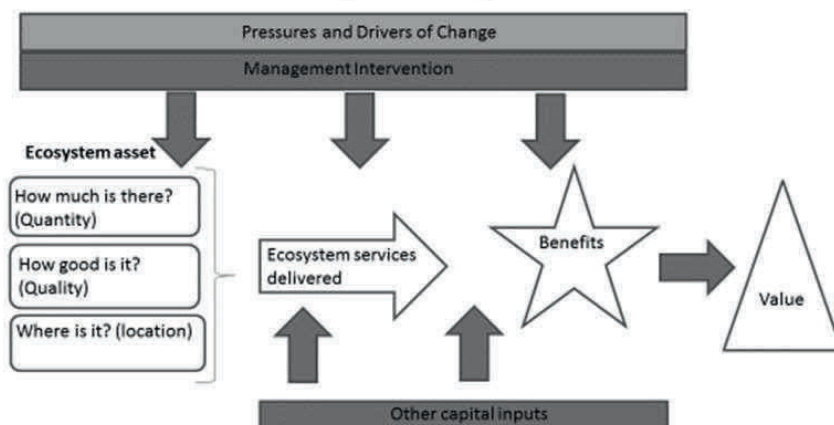 Pressures and Drivers of Change
Management Intervention
Ecosystem asset
How much is there?
(Quantity)
How good is it?
(Quality)
Where is it? (location)
Ecosystem services
delivered
Benefits
Value
Other capital inputs